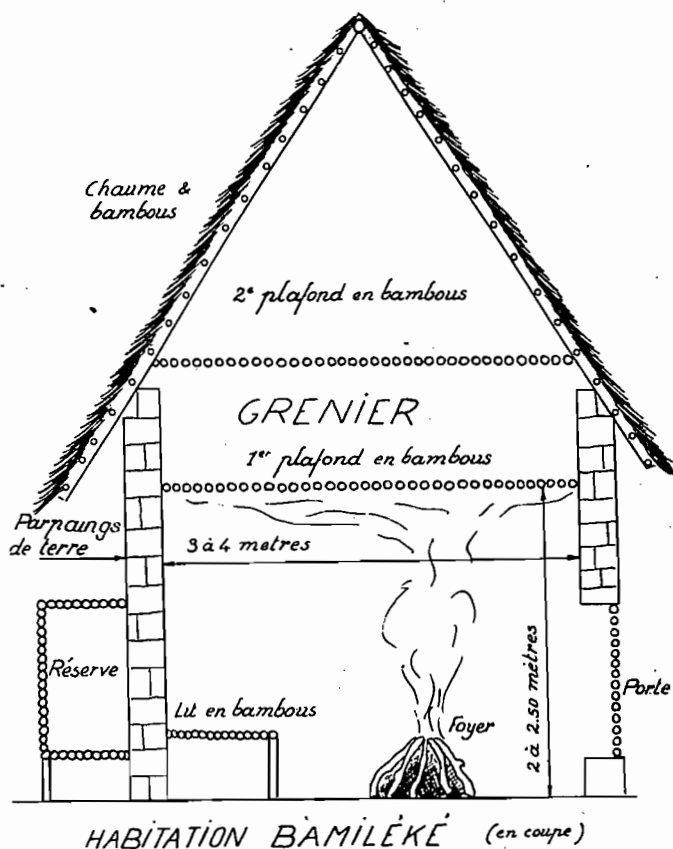 Chaume &
bambous
2e plafond en bambous
GRENIER
1er plafond en bambous
Parpaings
de terre
3 à 4 metres
Réserve
Lit en bambous
Foyer
2 à 2.50 mètres
Porte
HABITATION BAMILÉKÉ (en coupe)